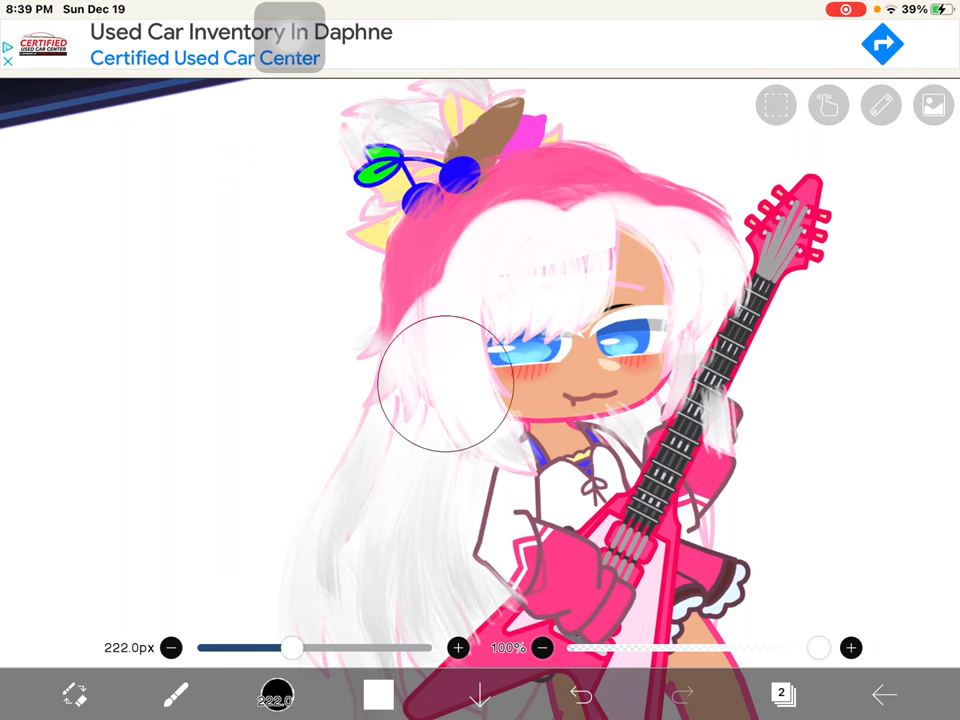 8:39 PM Sun Dec 19
39%
CERTIFIED
USED CAR CENTER
Used Car Inventory In Daphne
Certified Used Car Center
222.0px
100%
222.0
2